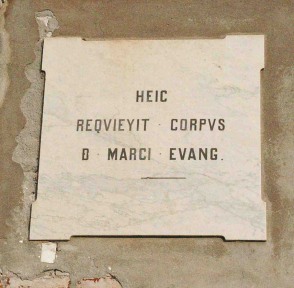 HEIC
REQVIEVIT · CORPVS
D · MARCI · EVANG.